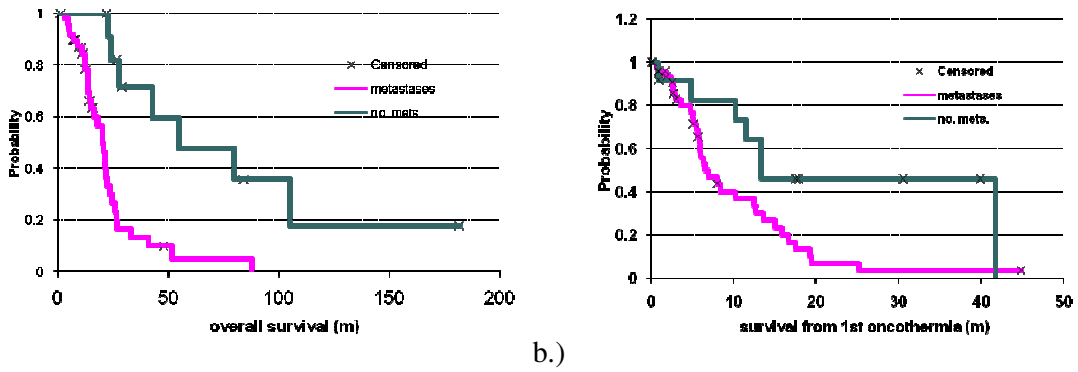 1
0.8
0.6
0.4
0.2
0
Probability
0
50
100
150
200
overall survival (m)
Censored
metastases
no. mets.
1.2
1
0.8
0.6
0.4
0.2
0
Probability
0
10
20
30
40
50
survival from 1st oncothermia (m)
Censored
metastases
no. mets.
b.)